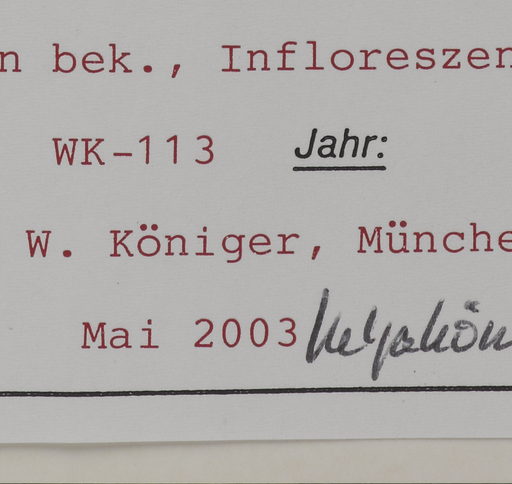 n bek., Infloreszen
WK-113 Jahr:
W. Königer, Münche
Mai 2003